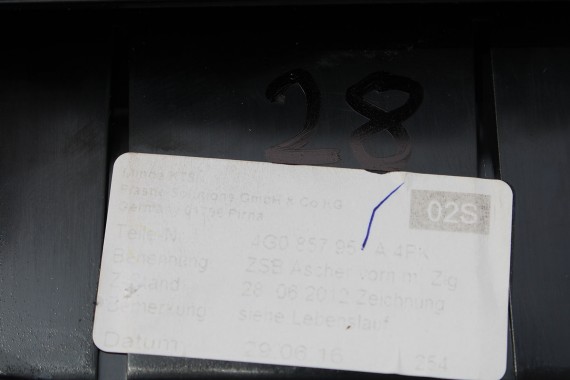 28
Plastic Solutions GmbH & Co KG
01796 Pirna
02S
Teile Nr. 4G0 857 951 A 4PK
Benennung ZSB Ascher vorn m. Zig
Zustand 28.06.2012 Zeichnung
Bemerkung siehe Lebenslauf
Datum 29.06.16 254